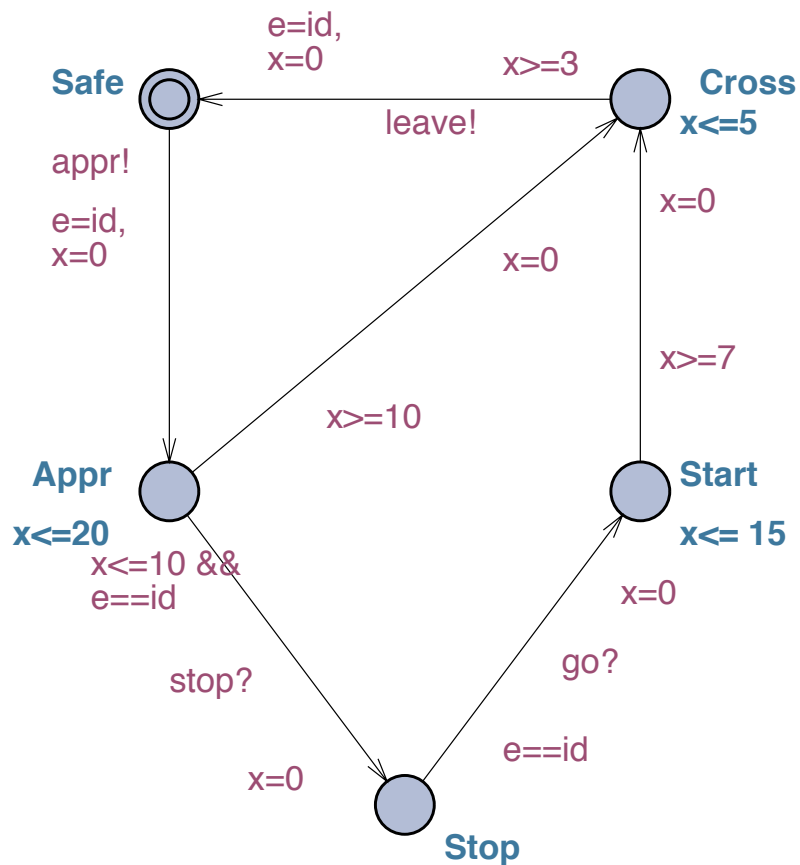 e=id,
x=0
Safe
x>=3
Cross
x<=5
leave!
appr!
e=id,
x=0
x=0
x=0
x>=7
x>=10
Appr
x<=20
Start
x<= 15
x<=10 &&
e==id
x=0
stop?
go?
x=0
e==id
Stop